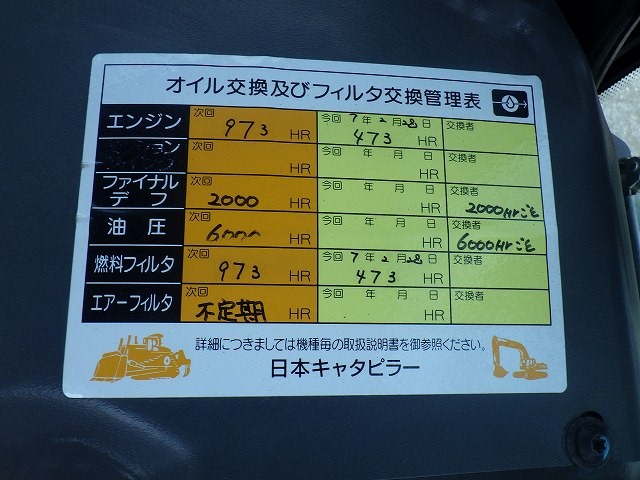 オイル交換及びフィルタ交換管理表
エンジン 次回 973 HR 今回 7年2月28日 473 HR 交換者
次回 HR 今回 年 月 日 HR 交換者
ファイナル デフ 次回 2000 HR 今回 年 月 日 HR 交換者 2000Hrごと
油圧 次回 6000 HR 今回 年 月 日 HR 交換者 6000Hrごと
燃料フィルタ 次回 973 HR 今回 7年2月28日 473 HR 交換者
エアーフィルタ 次回 不定期 HR 今回 年 月 日 HR 交換者
詳細につきましては機種毎の取扱説明書を御参照ください。
日本キャタピラー